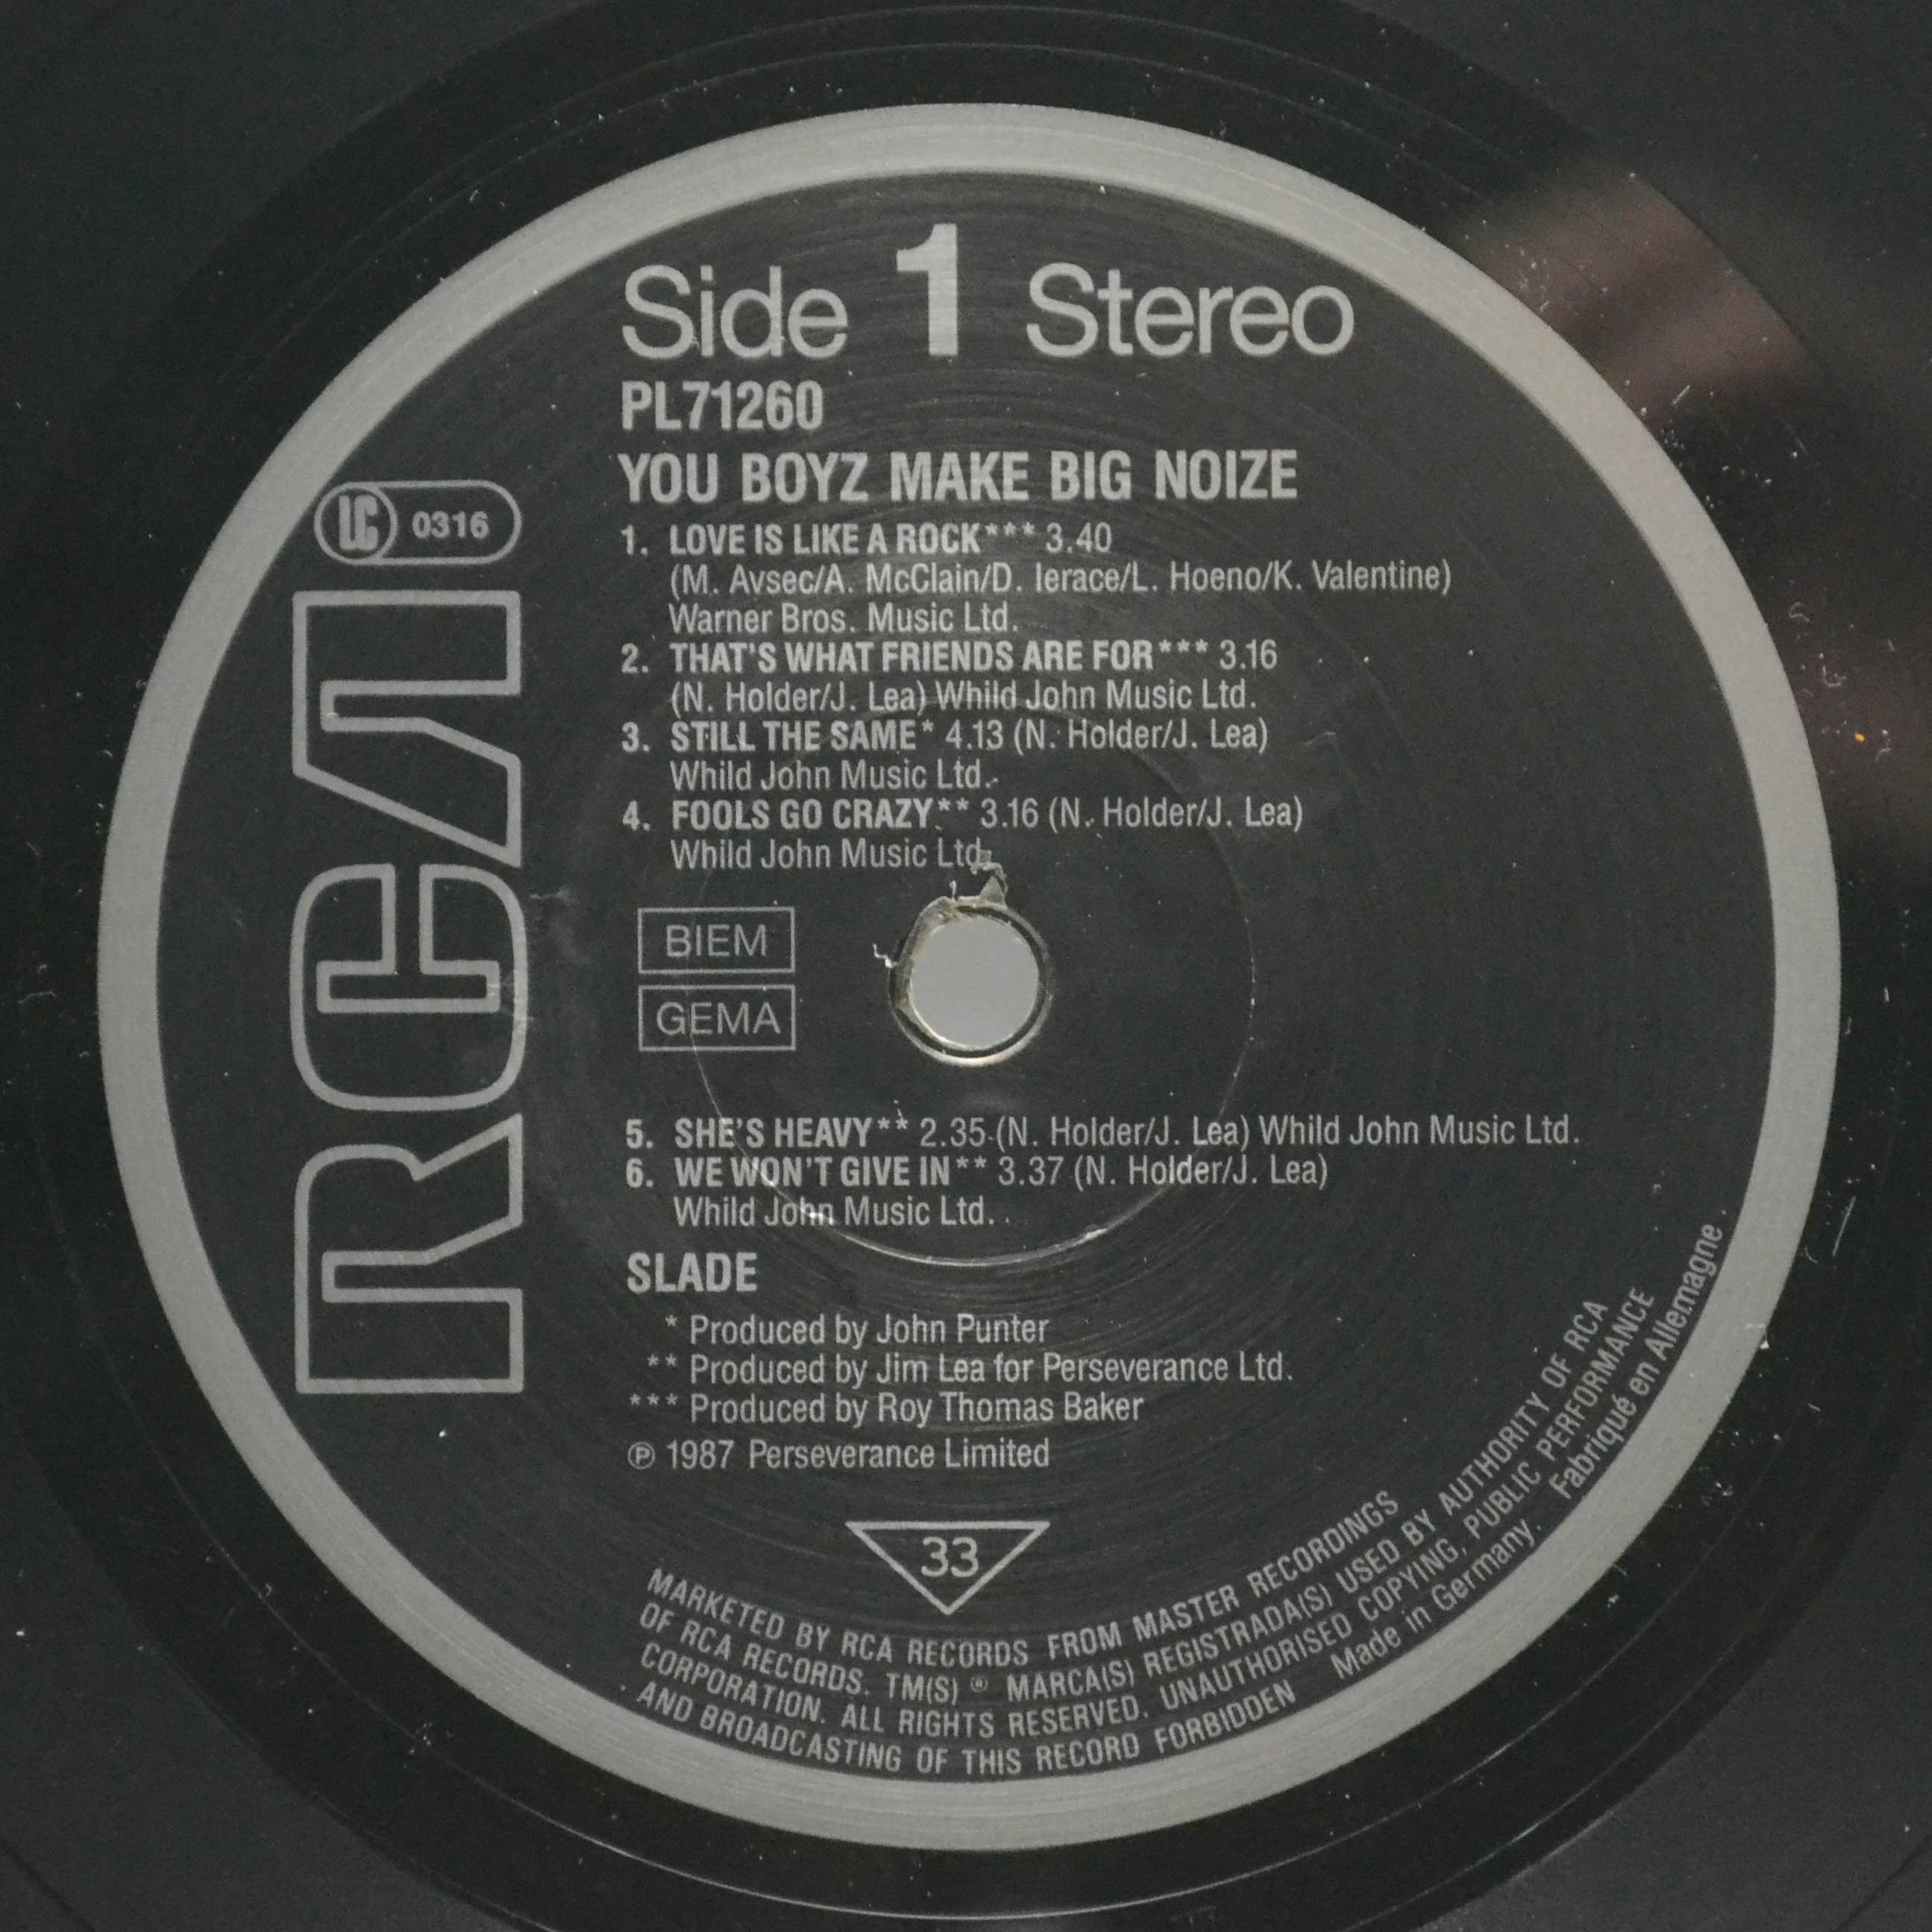 Side 1 Stereo
PL71260
YOU BOYZ MAKE BIG NOIZE
LC 0316
RCA
1. LOVE IS LIKE A ROCK*** 3.40
(M. Avsec/A. McClain/D. Ierace/L. Hoeno/K. Valentine)
Warner Bros. Music Ltd.
2. THAT'S WHAT FRIENDS ARE FOR*** 3.16
(N. Holder/J. Lea) Whild John Music Ltd.
3. STILL THE SAME* 4.13 (N. Holder/J. Lea)
Whild John Music Ltd.
4. FOOLS GO CRAZY** 3.16 (N. Holder/J. Lea)
Whild John Music Ltd.
BIEM
GEMA
5. SHE'S HEAVY** 2.35 (N. Holder/J. Lea) Whild John Music Ltd.
6. WE WON'T GIVE IN** 3.37 (N. Holder/J. Lea)
Whild John Music Ltd.
SLADE
* Produced by John Punter
** Produced by Jim Lea for Perseverance Ltd.
*** Produced by Roy Thomas Baker
℗ 1987 Perseverance Limited
33
MARKETED BY RCA RECORDS FROM MASTER RECORDINGS
OF RCA RECORDS. TM(S) ® MARCA(S) REGISTRADA(S) USED BY AUTHORITY OF RCA
CORPORATION. ALL RIGHTS RESERVED. UNAUTHORISED COPYING, PUBLIC PERFORMANCE
AND BROADCASTING OF THIS RECORD FORBIDDEN Made in Germany. Fabriqué en Allemagne.